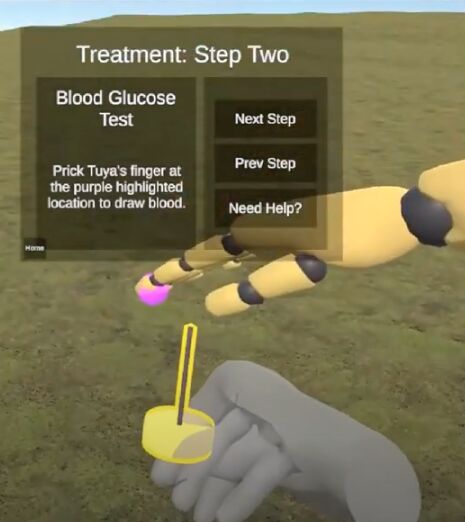 Treatment: Step Two
Blood Glucose
Test
Prick Tuya's finger at
the purple highlighted
location to draw blood.
Next Step
Prev Step
Need Help?
Home